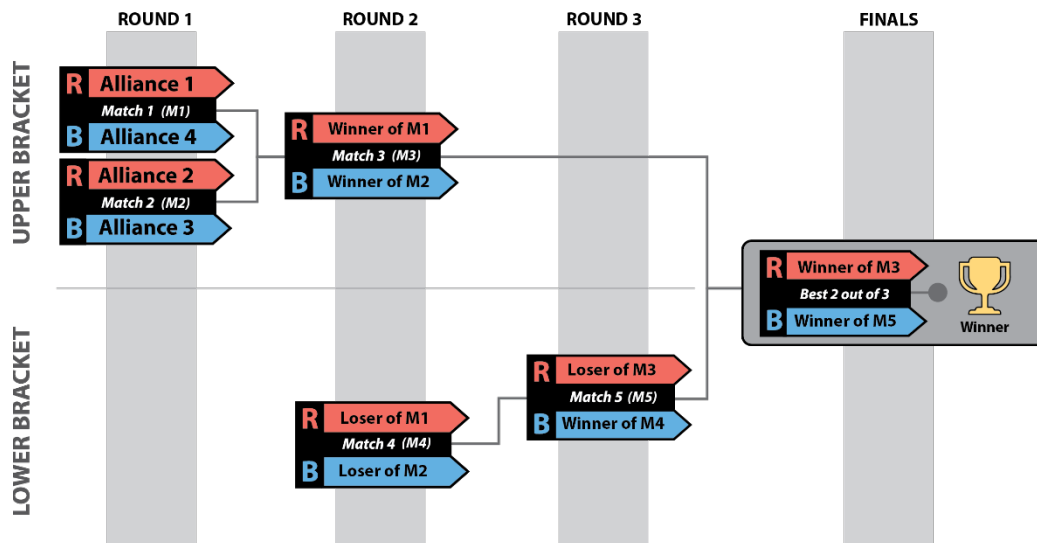 ROUND 1
ROUND 2
ROUND 3
FINALS
UPPER BRACKET
R Alliance 1
Match 1 (M1)
B Alliance 4
R Alliance 2
Match 2 (M2)
B Alliance 3
R Winner of M1
Match 3 (M3)
B Winner of M2
R Winner of M3
Best 2 out of 3
B Winner of M5
Winner
LOWER BRACKET
R Loser of M1
Match 4 (M4)
B Loser of M2
R Loser of M3
Match 5 (M5)
B Winner of M4